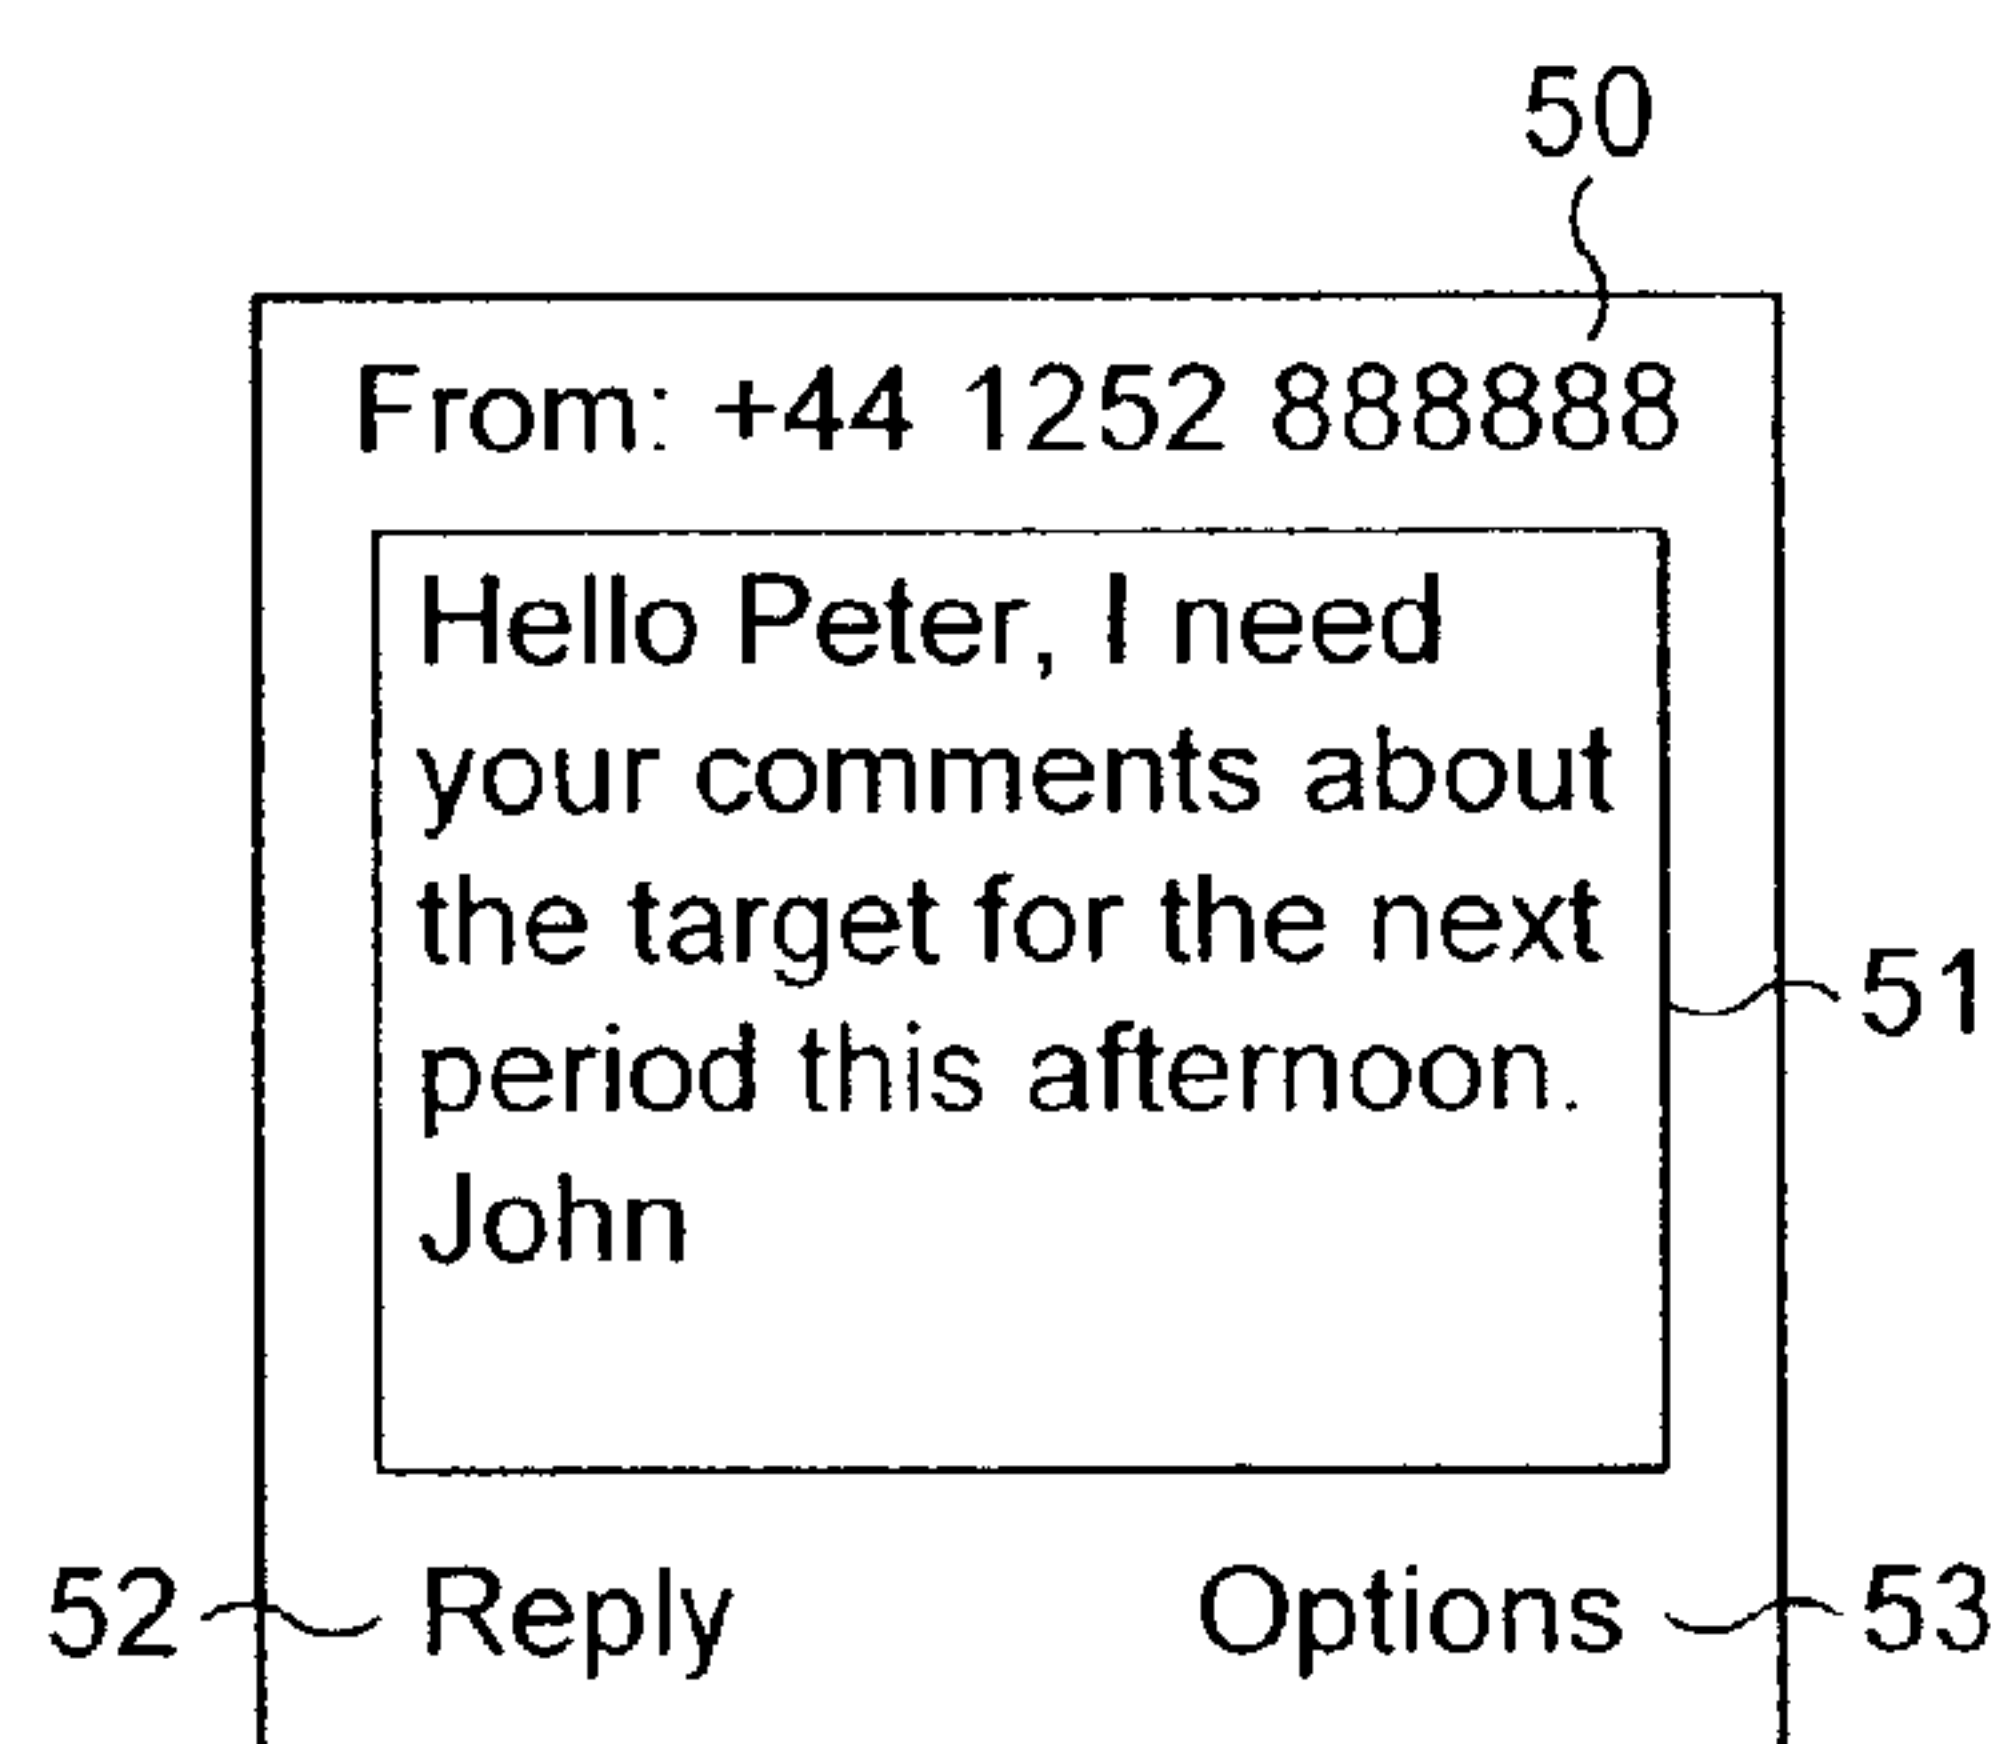 50
From: +44 1252 888888
Hello Peter, I need
your comments about
the target for the next
period this afternoon.
John
51
52 Reply Options 53